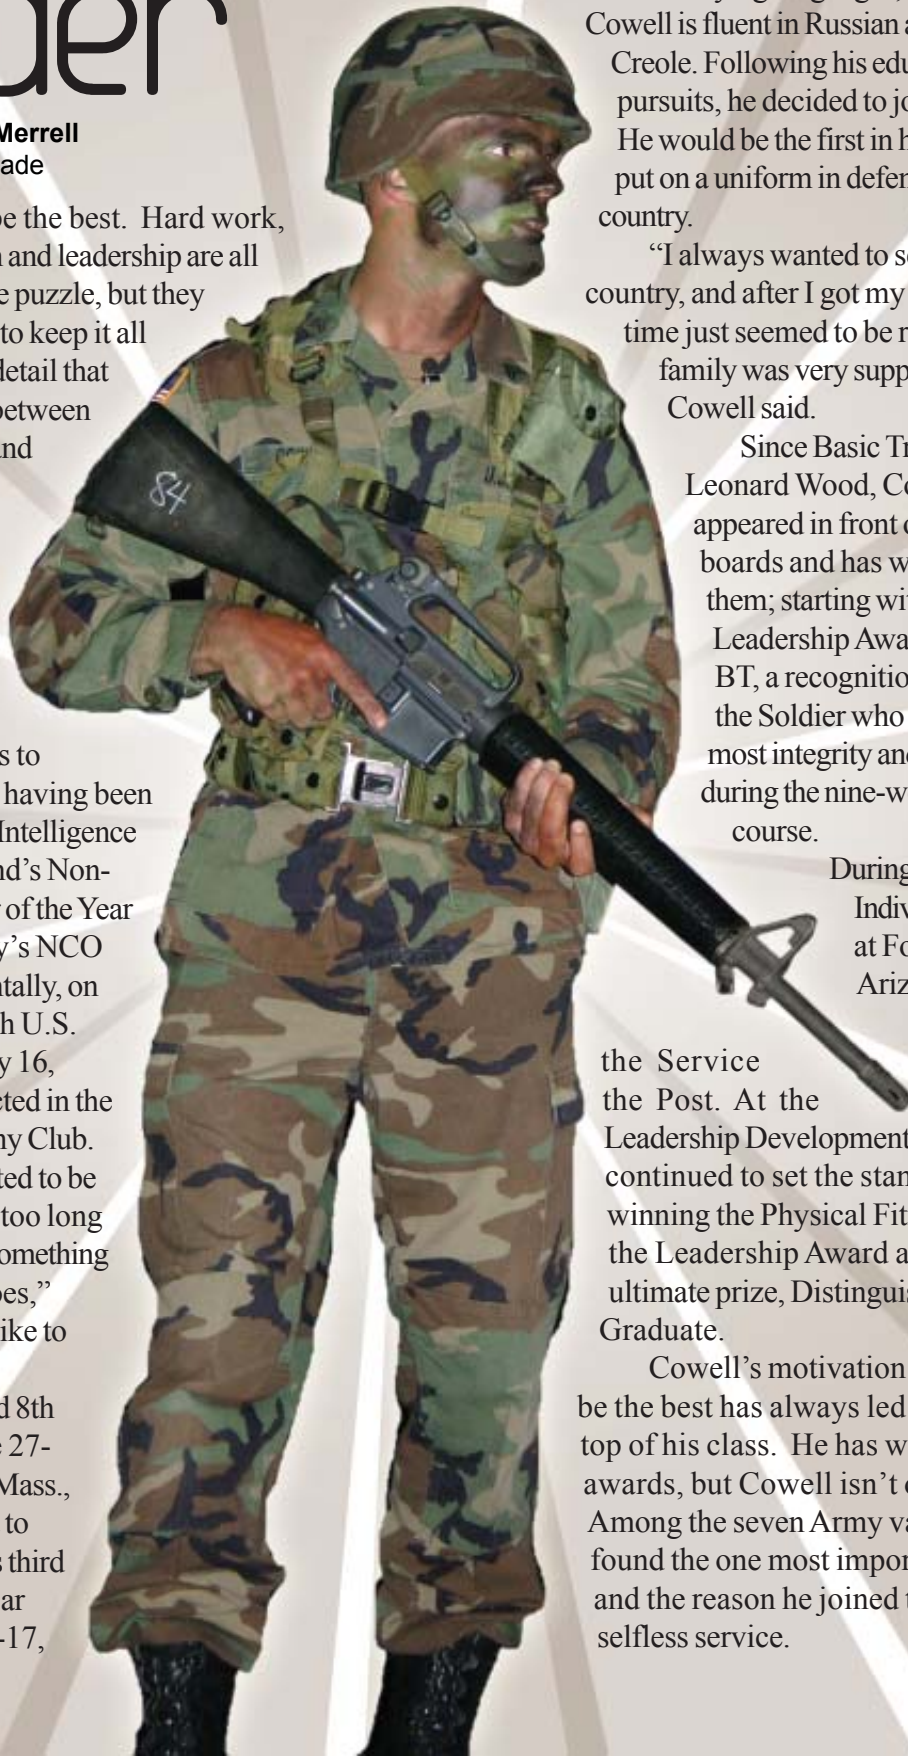 der
Merrell
ade
be the best.  Hard work,
and leadership are all
e puzzle, but they
to keep it all
detail that
between
and
s to
having been
Intelligence
nd's Non-
r of the Year
y's NCO
ntally, on
h U.S.
y 16,
cted in the
ny Club.
ted to be
too long
omething
oes,”
ike to
d 8th
e 27-
Mass.,
to
s third
ar
-17,
84
Cowell is fluent in Russian a
Creole. Following his edu
pursuits, he decided to jo
He would be the first in h
put on a uniform in defen
country.
“I always wanted to se
country, and after I got my
time just seemed to be r
family was very supp
Cowell said.
Since Basic Tr
Leonard Wood, Co
appeared in front o
boards and has w
them; starting wit
Leadership Awa
BT, a recognitio
the Soldier who
most integrity and
during the nine-w
course.
During
Indiv
at Fo
Ariz
the Service
the Post. At the
Leadership Development
continued to set the stan
winning the Physical Fit
the Leadership Award a
ultimate prize, Distinguis
Graduate.
Cowell’s motivation
be the best has always led
top of his class.  He has w
awards, but Cowell isn’t
Among the seven Army va
found the one most impor
and the reason he joined t
selfless service.